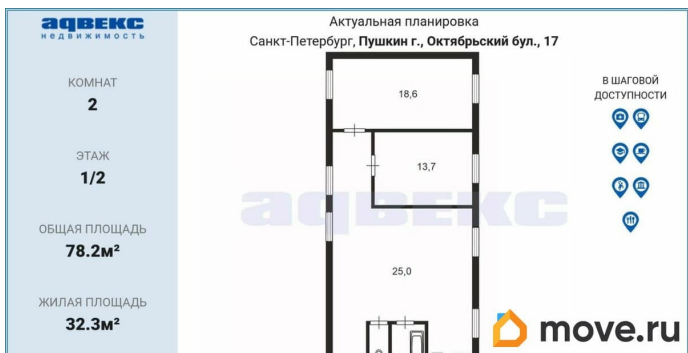 адвекс
НЕДВИЖИМОСТЬ
КОМНАТ
2
ЭТАЖ
1/2
ОБЩАЯ ПЛОЩАДЬ
78.2м²
ЖИЛАЯ ПЛОЩАДЬ
32.3м²
Актуальная планировка
Санкт-Петербург, Пушкин г., Октябрьский бул., 17
18,6
13,7
адвекс
25,0
В ШАГОВОЙ
ДОСТУПНОСТИ
move.ru